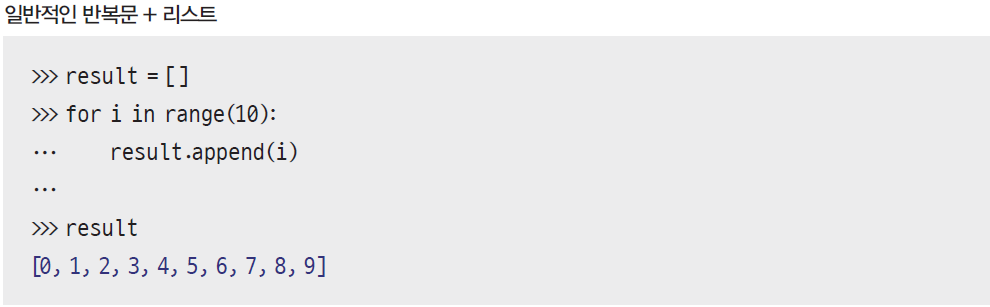 일반적인 반복문 + 리스트
>>> result = []
>>> for i in range(10):
...     result.append(i)
...
>>> result
[0, 1, 2, 3, 4, 5, 6, 7, 8, 9]